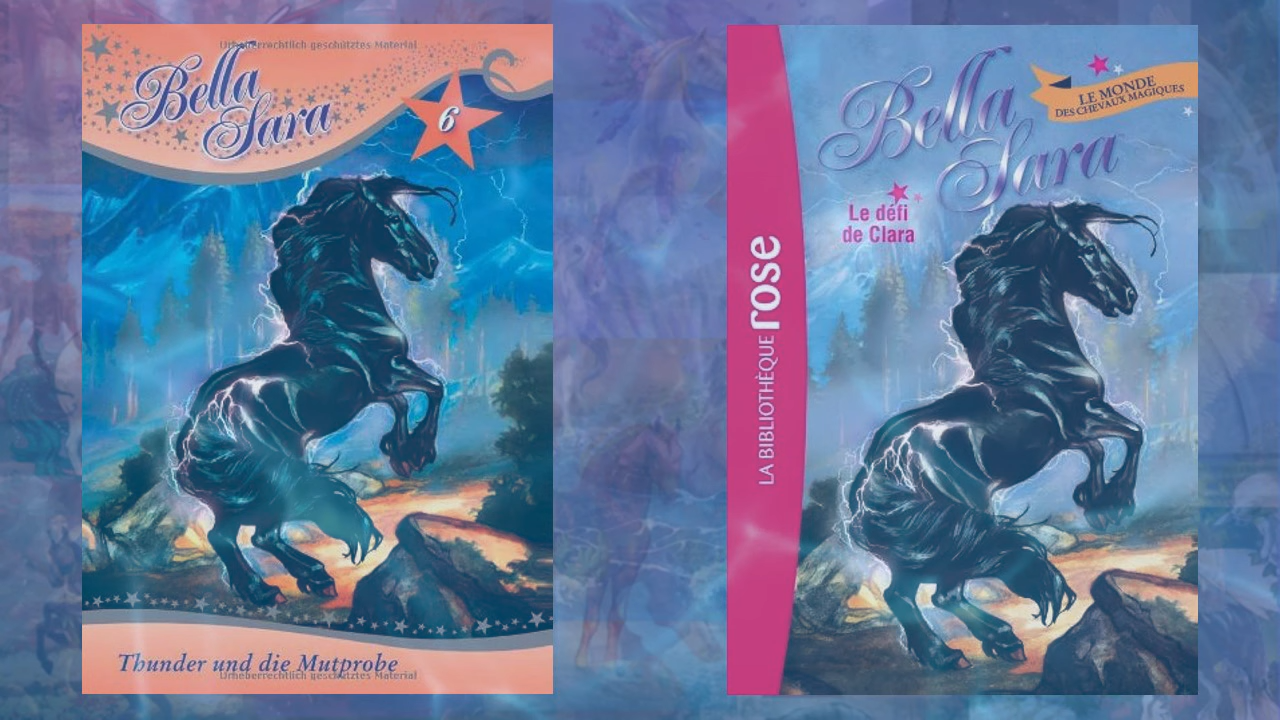 Urheberrechtlich geschütztes Material
Bella
Sara
6
Thunder und die Mutprobe
Urheberrechtlich geschütztes Material
LE MONDE
DES CHEVAUX MAGIQUES
Bella
Sara
Le défi
de Clara
LA BIBLIOTHÈQUE rose